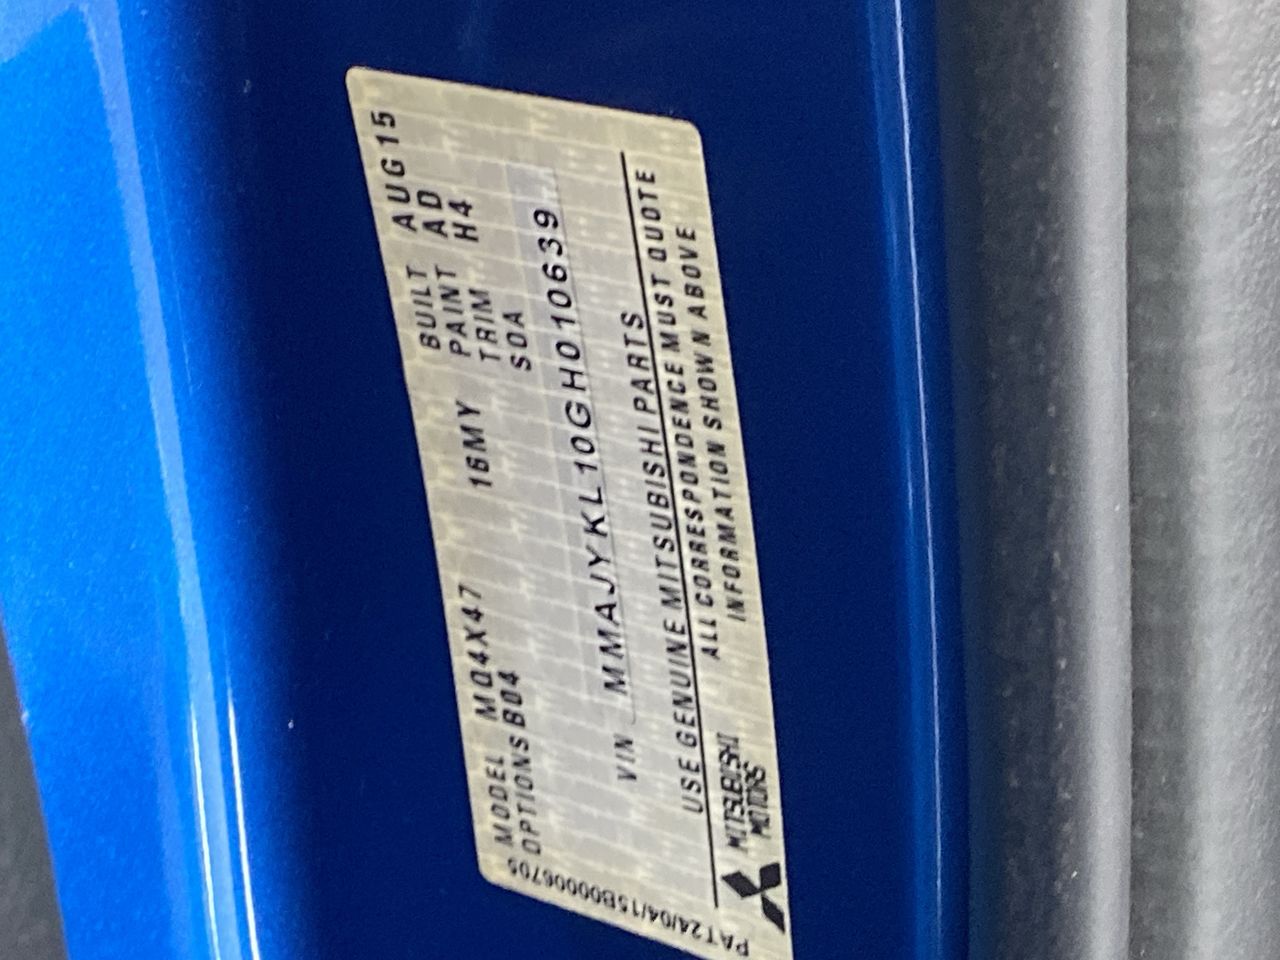 MODEL MQ4X47 16MY BUILT AUG15
OPTIONS B04 PAINT AD
TRIM H4
SOA
VIN MMAJYKL10GH010639
USE GENUINE MITSUBISHI PARTS
ALL CORRESPONDENCE MUST QUOTE
INFORMATION SHOWN ABOVE
MITSUBISHI
MOTORS
PAT24/04/15B00006705